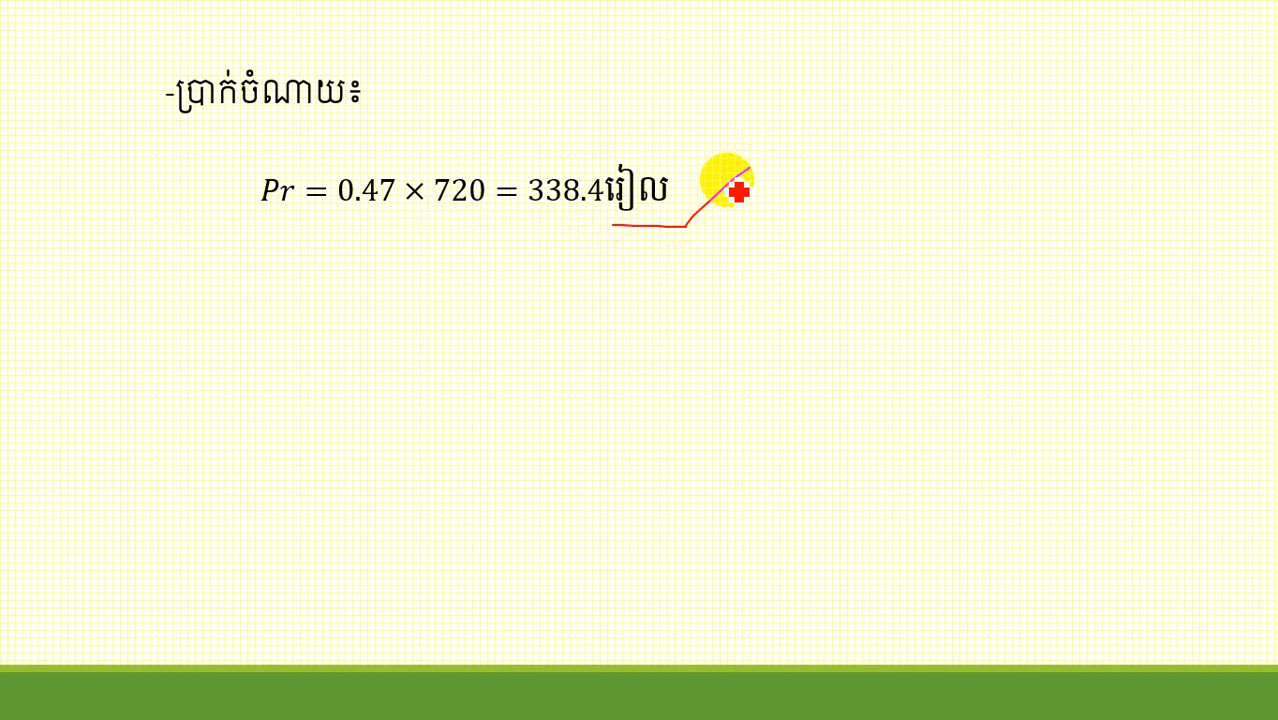 -ប្រាក់ចំណាយ៖
Pr = 0.47 × 720 = 338.4រៀល